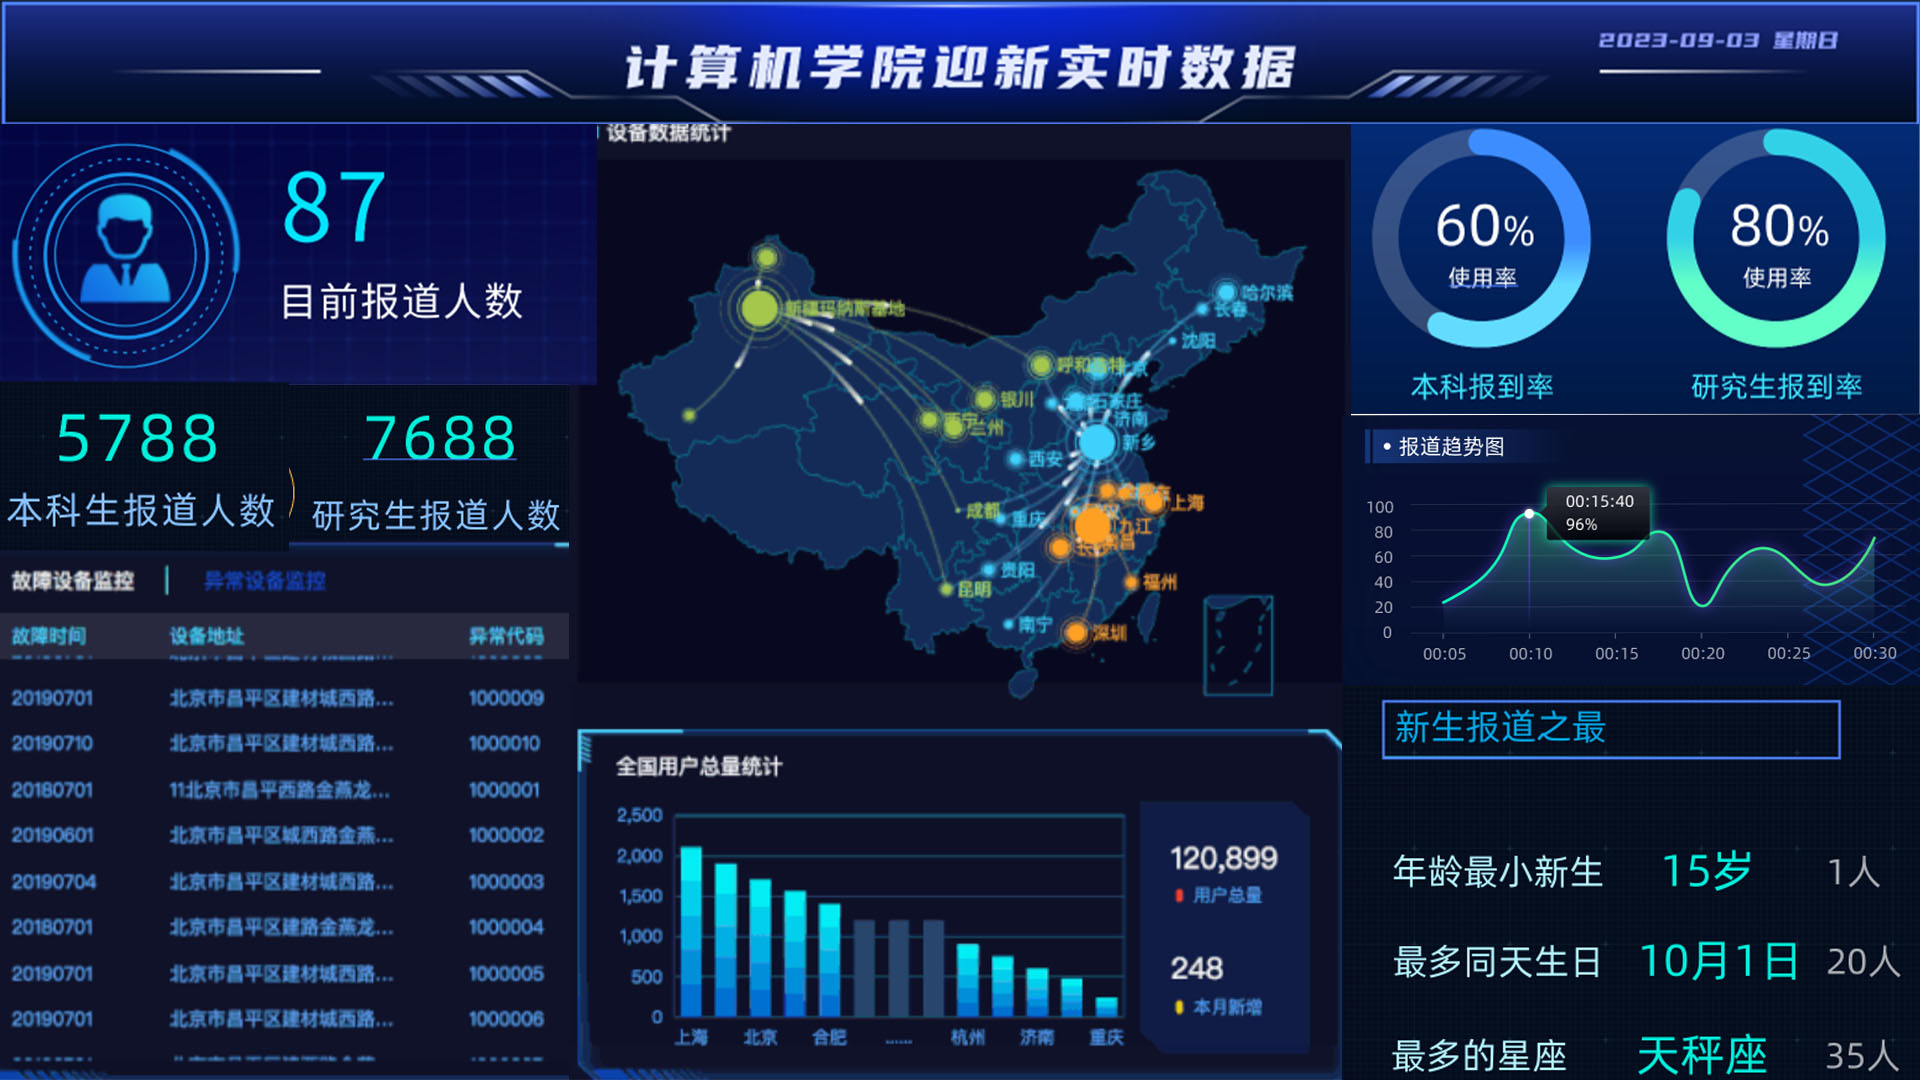 计算机学院迎新实时数据
2023-09-03 星期日
87
目前报道人数
5788
本科生报道人数
7688
研究生报道人数
故障设备监控
异常设备监控
故障时间 设备地址 异常代码
20190701 北京市昌平区建材城西路... 1000009
20190710 北京市昌平区建材城西路... 1000010
20180701 11北京市昌平西路金燕龙... 1000001
20190601 北京市昌平区城西路金燕... 1000002
20190704 北京市昌平区建材城西路... 1000003
20180701 北京市昌平区建路金燕龙... 1000004
20190701 北京市昌平区建材城西路... 1000005
20190701 北京市昌平区建材城西路... 1000006
设备数据统计
哈尔滨
长春
沈阳
新疆玛纳斯基地
呼和浩特
北京
银川
石家庄
西宁
兰州
济南
新乡
西安
上海
成都
重庆
九江
南昌
贵阳
福州
昆明
南宁
深圳
全国用户总量统计
2,500
2,000
1,500
1,000
500
0
上海 北京 合肥 ...... 杭州 济南 重庆
120,899
用户总量
248
本月新增
60%
使用率
本科报到率
80%
使用率
研究生报到率
报道趋势图
00:15:40
96%
100
80
60
40
20
0
00:05 00:10 00:15 00:20 00:25 00:30
新生报道之最
年龄最小新生 15岁 1人
最多同天生日 10月1日 20人
最多的星座 天秤座 35人